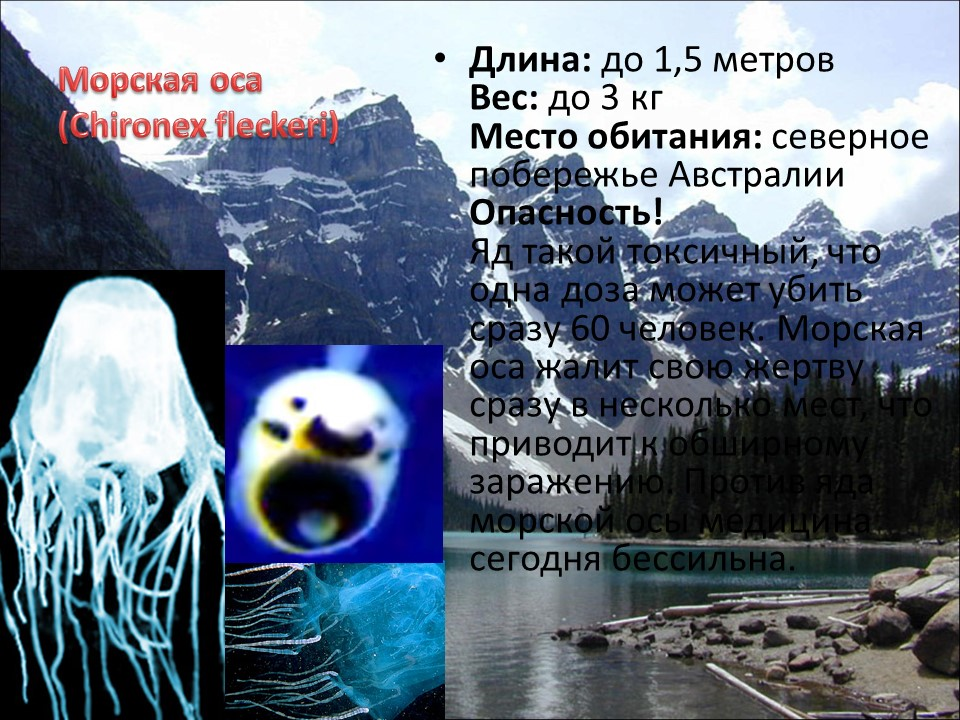 Морская оса
(Chironex fleckeri)
• Длина: до 1,5 метров
Вес: до 3 кг
Место обитания: северное
побережье Австралии
Опасность!
Яд такой токсичный, что
одна доза может убить
сразу 60 человек. Морская
оса жалит свою жертву
сразу в несколько мест, что
приводит к обширному
заражению. Против яда
морской осы медицина
сегодня бессильна.